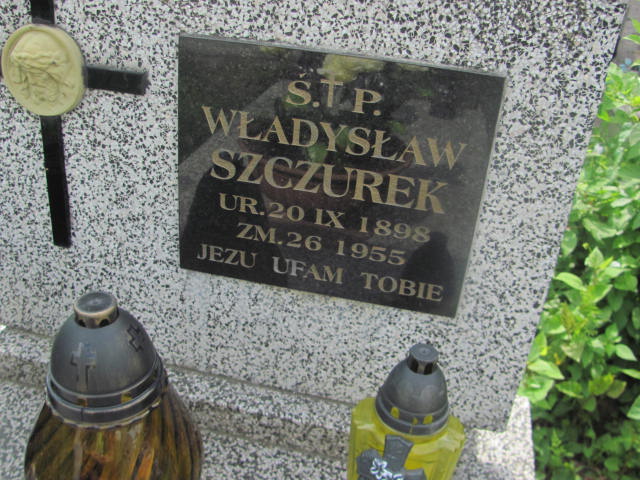 Ś.†P.
WŁADYSŁAW
SZCZUREK
UR.20 IX 1898
ZM.26 1955
JEZU UFAM TOBIE